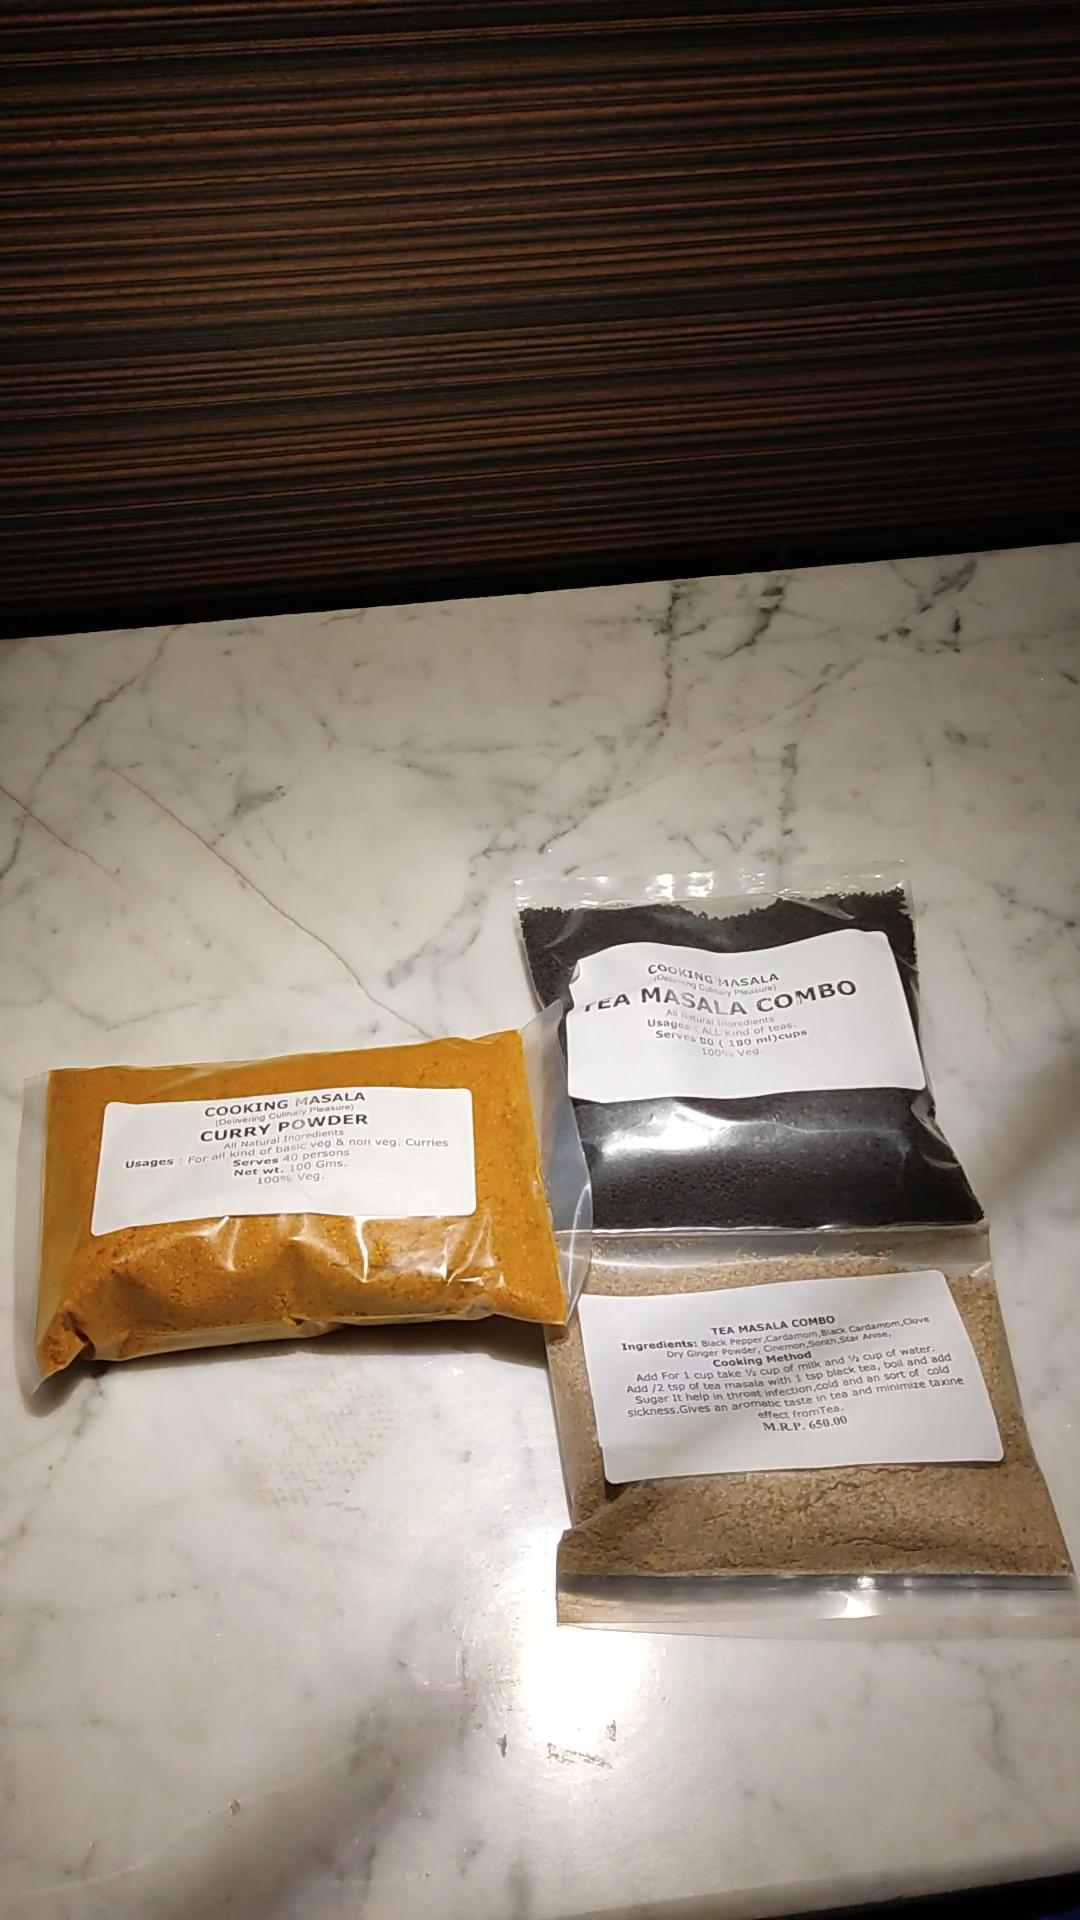 COOKING MASALA
(Delivering Culinary Pleasure)
TEA MASALA COMBO
All Natural Ingredients
Usages : ALL Kind of teas.
Serves 80 ( 180 ml)cups
100% Veg.
COOKING MASALA
(Delivering Culinary Pleasure)
CURRY POWDER
All Natural Ingredients
Usages : For all kind of basic veg & non veg. Curries
Serves 40 persons
Net wt. 100 Gms.
100% Veg.
TEA MASALA COMBO
Ingredients: Black Pepper,Cardamom,Black Cardamom,Clove
Dry Ginger Powder, Cinemon,Sonth,Star Anise,
Cooking Method
Add For 1 cup take ½ cup of milk and ½ cup of water.
Add /2 tsp of tea masala with 1 tsp black tea, boil and add
Sugar It help in throat infection,cold and an sort of cold
sickness.Gives an aromatic taste in tea and minimize taxine
effect fromTea.
M.R.P. 650.00